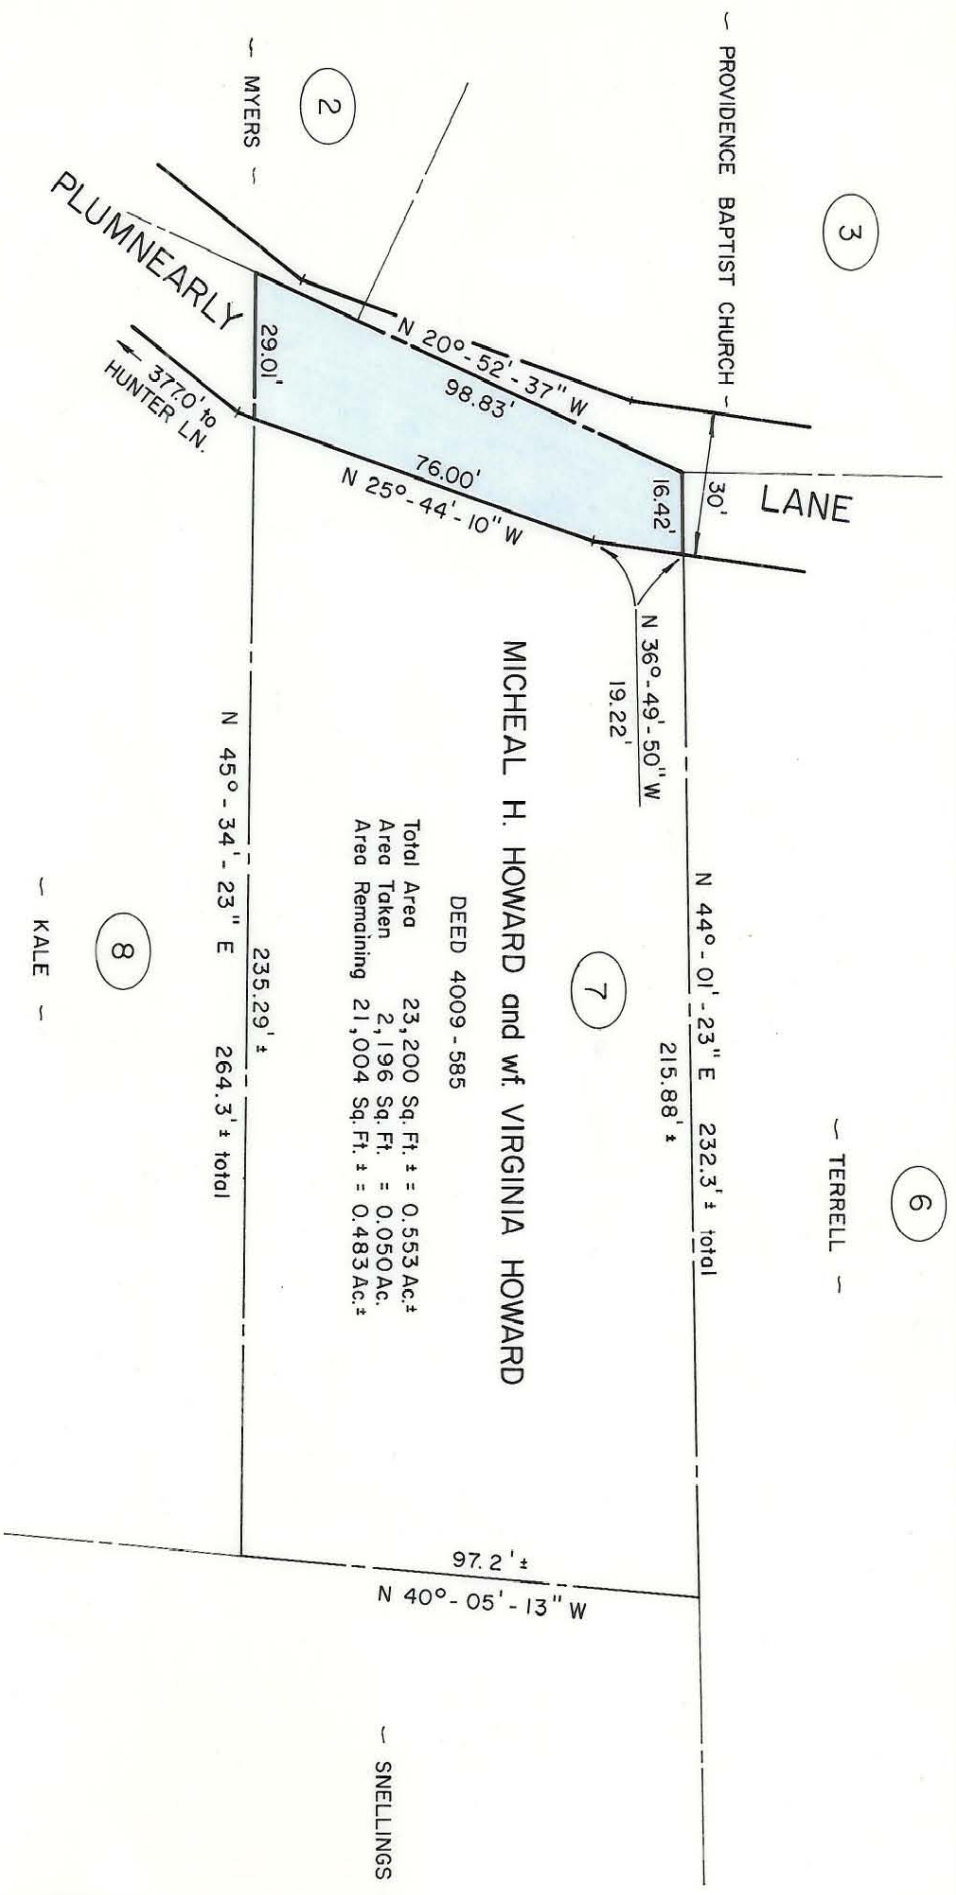 ~ PROVIDENCE BAPTIST CHURCH ~
3
2
~ MYERS ~
6
~ TERRELL ~
PLUMNEARLY
LANE
30'
N 20°-52'-37" W
98.83'
29.01'
16.42'
76.00'
N 25°-44'-10" W
377.0' to
HUNTER LN.
N 36°-49'-50" W
19.22'
N 44°-01'-23" E 232.3'± total
215.88'±
7
MICHEAL H. HOWARD and wf. VIRGINIA HOWARD
DEED 4009-585
Total Area 23,200 Sq. Ft. ± = 0.553 Ac.±
Area Taken 2,196 Sq. Ft. = 0.050 Ac.
Area Remaining 21,004 Sq. Ft. ± = 0.483 Ac.±
235.29'±
N 45°-34'-23" E 264.3'± total
97.2'±
N 40°-05'-13" W
8
~ KALE ~
~ SNELLINGS